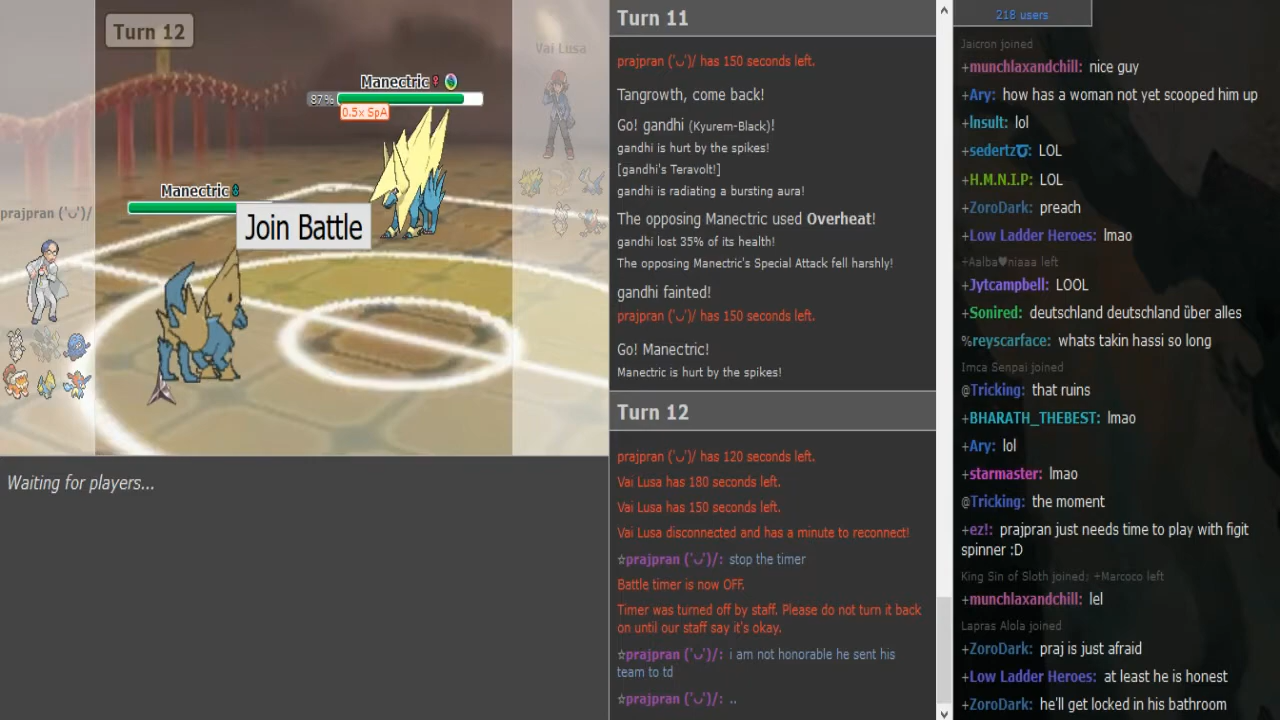 Turn 12
Manectric ♀
87%
0.5x SpA
Manectric
Join Battle
prajpran ('ᴗ')/
Vai Lusa
Waiting for players...
Turn 11
prajpran ('ᴗ')/ has 150 seconds left.
Tangrowth, come back!
Go! gandhi (Kyurem-Black)!
gandhi is hurt by the spikes!
[gandhi's Teravolt!]
gandhi is radiating a bursting aura!
The opposing Manectric used Overheat!
gandhi lost 35% of its health!
The opposing Manectric's Special Attack fell harshly!
gandhi fainted!
prajpran ('ᴗ')/ has 150 seconds left.
Go! Manectric!
Manectric is hurt by the spikes!
Turn 12
prajpran ('ᴗ')/ has 120 seconds left.
Vai Lusa has 180 seconds left.
Vai Lusa has 150 seconds left.
Vai Lusa disconnected and has a minute to reconnect!
☆prajpran ('ᴗ')/: stop the timer
Battle timer is now OFF.
Timer was turned off by staff. Please do not turn it back
on until our staff say it's okay.
☆prajpran ('ᴗ')/: i am not honorable he sent his
team to td
☆prajpran ('ᴗ')/: ..
218 users
Jaicron joined
+munchlaxandchill: nice guy
+Ary: how has a woman not yet scooped him up
+Insult: lol
+sedertz℧: LOL
+H.M.N.I.P: LOL
+ZoroDark: preach
+Low Ladder Heroes: lmao
+Aalba♥niaaa left
+Jytcampbell: LOOL
+Sonired: deutschland deutschland über alles
%reyscarface: whats takin hassi so long
Imca Senpai joined
@Tricking: that ruins
+BHARATH_THEBEST: lmao
+Ary: lol
+starmaster: lmao
@Tricking: the moment
+ez!: prajpran just needs time to play with figit
spinner :D
King Sin of Sloth joined; +Marcoco left
+munchlaxandchill: lel
Lapras Alola joined
+ZoroDark: praj is just afraid
+Low Ladder Heroes: at least he is honest
+ZoroDark: he'll get locked in his bathroom